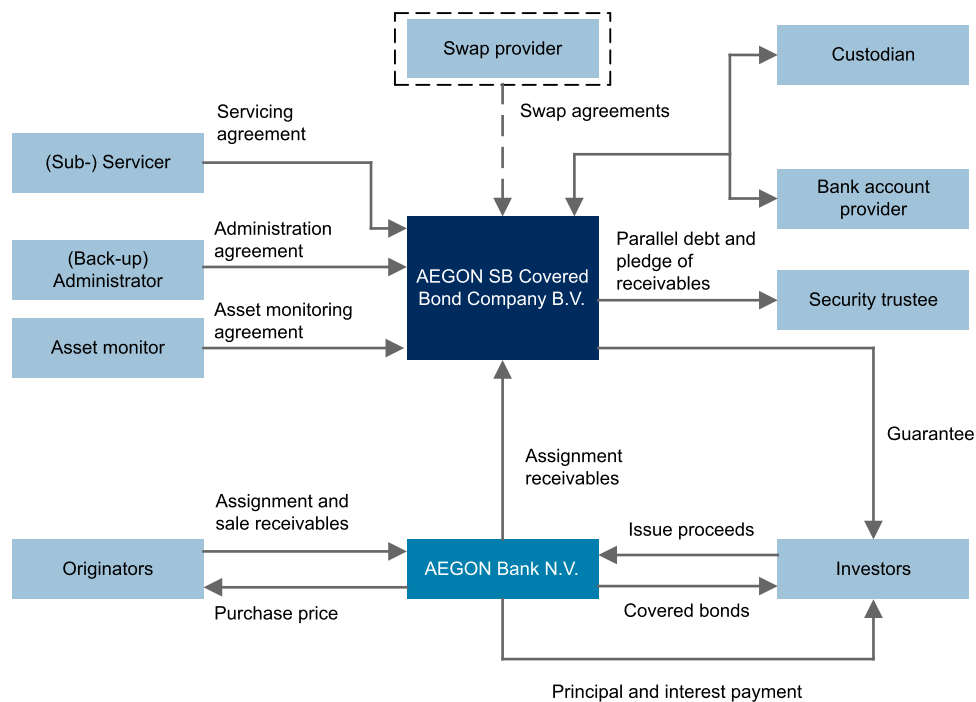 Swap provider
Custodian
Swap agreements
Servicing
agreement
(Sub-) Servicer
Bank account
provider
Administration
agreement
(Back-up)
Administrator
AEGON SB Covered
Bond Company B.V.
Parallel debt and
pledge of
receivables
Security trustee
Asset monitoring
agreement
Asset monitor
Guarantee
Assignment
receivables
Assignment and
sale receivables
Issue proceeds
Originators
AEGON Bank N.V.
Investors
Purchase price
Covered bonds
Principal and interest payment